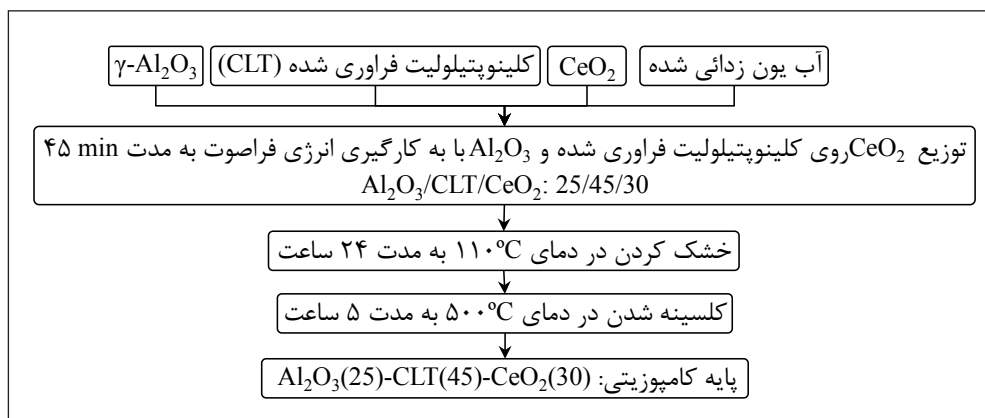 آب یون زدائی شده
CeO₂
کلینوپتیلولیت فراوری شده (CLT)
γ-Al₂O₃
توزیع CeO₂روی کلینوپتیلولیت فراوری شده و Al₂O₃ با به کارگیری انرژی فراصوت به مدت ۴۵ min
Al₂O₃/CLT/CeO₂: 25/45/30
خشک کردن در دمای ۱۱۰ºC به مدت ۲۴ ساعت
کلسینه شدن در دمای ۵۰۰ºC به مدت ۵ ساعت
پایه کامپوزیتی: Al₂O₃(25)-CLT(45)-CeO₂(30)